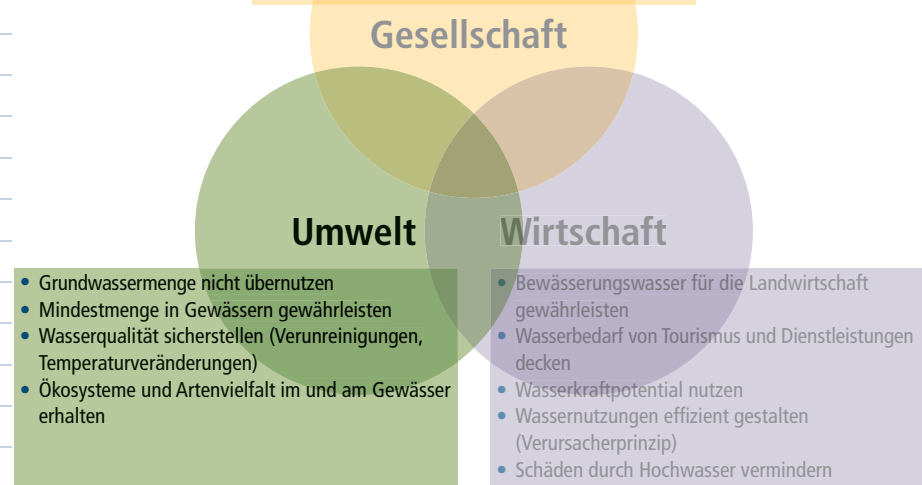 Gesellschaft
Umwelt
Wirtschaft
• Grundwassermenge nicht übernutzen
• Mindestmenge in Gewässern gewährleisten
• Wasserqualität sicherstellen (Verunreinigungen,
Temperaturveränderungen)
• Ökosysteme und Artenvielfalt im und am Gewässer
erhalten
• Bewässerungswasser für die Landwirtschaft
gewährleisten
• Wasserbedarf von Tourismus und Dienstleistungen
decken
• Wasserkraftpotential nutzen
• Wassernutzungen effizient gestalten
(Verursacherprinzip)
• Schäden durch Hochwasser vermindern